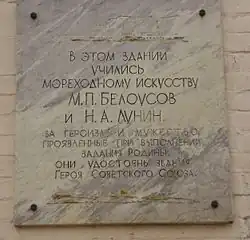 В ЭТОМ ЗДАНИИ
УЧИЛИСЬ
МОРЕХОДНОМУ ИСКУССТВУ
М.П. БЕЛОУСОВ
И Н.А. ЛУНИН.
ЗА ГЕРОИЗМ И МУЖЕСТВО,
ПРОЯВЛЕННЫЕ ПРИ ВЫПОЛНЕНИИ
ЗАДАНИЙ РОДИНЫ,
ОНИ УДОСТОЕНЫ ЗВАНИЯ
ГЕРОЯ СОВЕТСКОГО СОЮЗА.